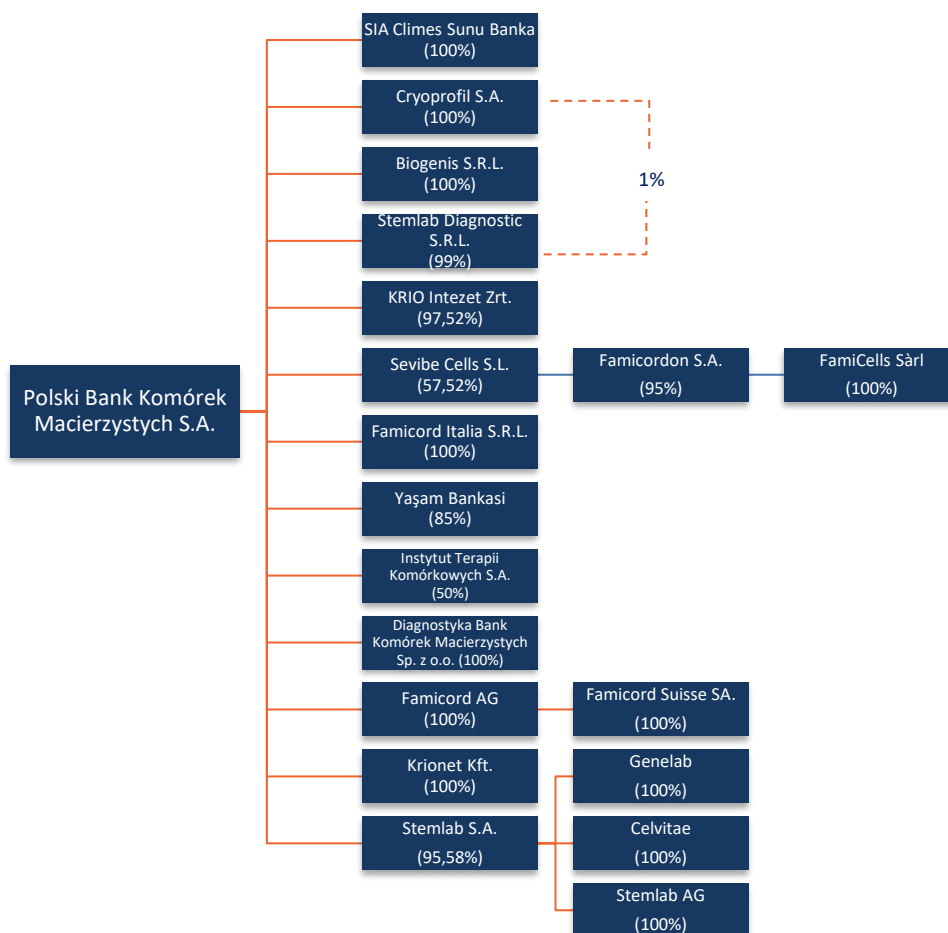 SIA Climes Sunu Banka
(100%)
Cryoprofil S.A.
(100%)
Biogenis S.R.L.
(100%)
1%
Stemlab Diagnostic
S.R.L.
(99%)
KRIO Intezet Zrt.
(97,52%)
Polski Bank Komórek
Macierzystych S.A.
Sevibe Cells S.L.
(57,52%)
Famicordon S.A.
(95%)
FamiCells Sàrl
(100%)
Famicord Italia S.R.L.
(100%)
Yaşam Bankasi
(85%)
Instytut Terapii
Komórkowych S.A.
(50%)
Diagnostyka Bank
Komórek Macierzystych
Sp. z o.o. (100%)
Famicord AG
(100%)
Famicord Suisse SA.
(100%)
Krionet Kft.
(100%)
Genelab
(100%)
Stemlab S.A.
(95,58%)
Celvitae
(100%)
Stemlab AG
(100%)